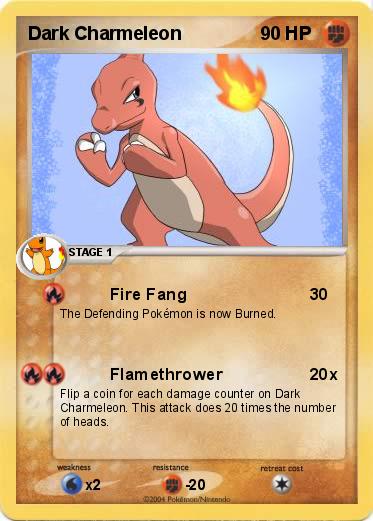 Dark Charmeleon 90 HP
STAGE 1
Fire Fang 30
The Defending Pokémon is now Burned.
Flamethrower 20x
Flip a coin for each damage counter on Dark
Charmeleon. This attack does 20 times the number
of heads.
weakness resistance retreat cost
x2 -20
©2004 Pokémon/Nintendo